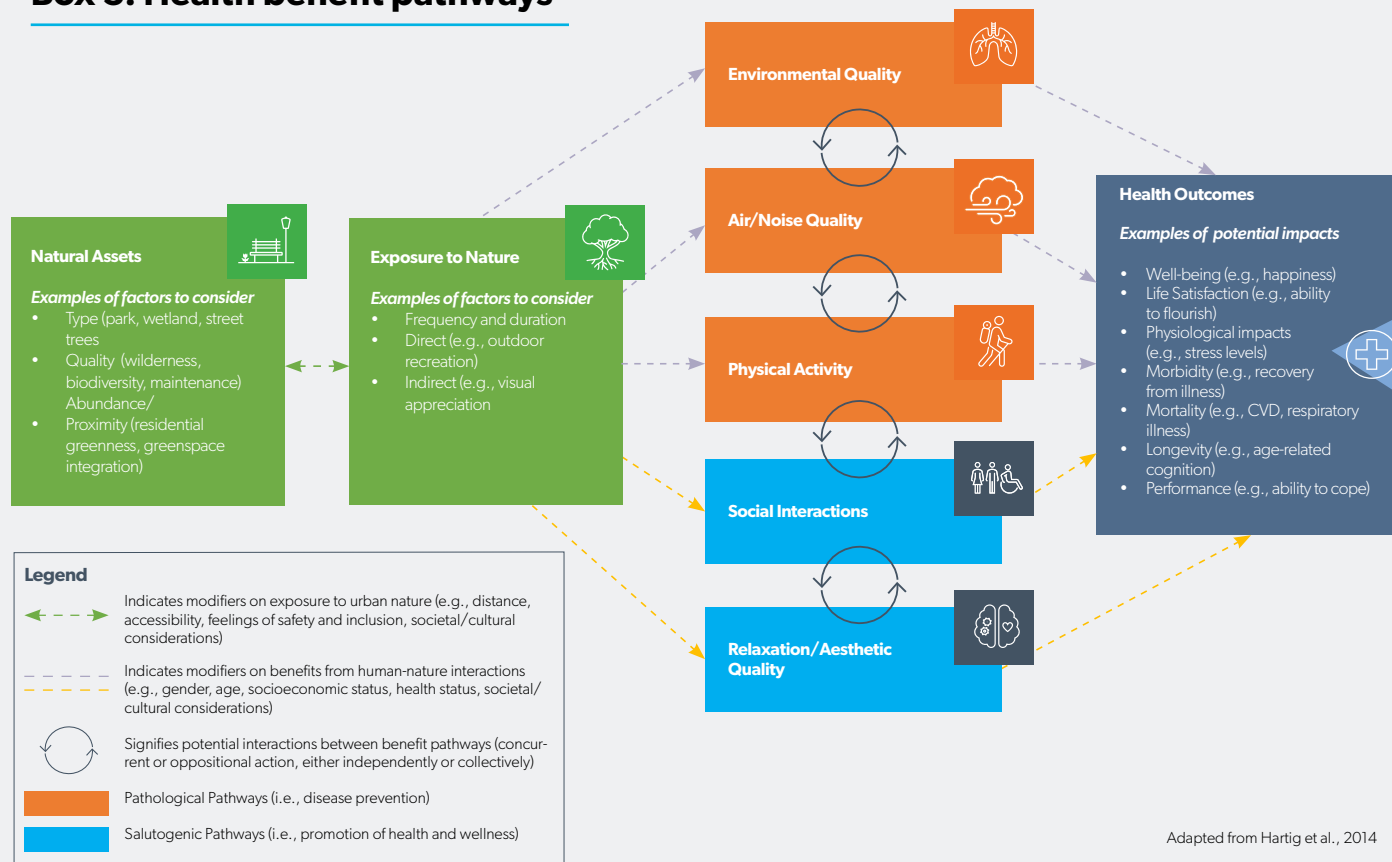 Box 3: Health benefit pathways
Natural Assets
Examples of factors to consider
• Type (park, wetland, street
trees
• Quality (wilderness,
biodiversity, maintenance)
Abundance/
• Proximity (residential
greenness, greenspace
integration)
Exposure to Nature
Examples of factors to consider
• Frequency and duration
• Direct (e.g., outdoor
recreation)
• Indirect (e.g., visual
appreciation
Environmental Quality
Air/Noise Quality
Physical Activity
Social Interactions
Relaxation/Aesthetic
Quality
Health Outcomes
Examples of potential impacts
• Well-being (e.g., happiness)
• Life Satisfaction (e.g., ability
to flourish)
• Physiological impacts
(e.g., stress levels)
• Morbidity (e.g., recovery
from illness)
• Mortality (e.g., CVD, respiratory
illness)
• Longevity (e.g., age-related
cognition)
• Performance (e.g., ability to cope)
Legend
Indicates modifiers on exposure to urban nature (e.g., distance,
accessibility, feelings of safety and inclusion, societal/cultural
considerations)
Indicates modifiers on benefits from human-nature interactions
(e.g., gender, age, socioeconomic status, health status, societal/
cultural considerations)
Signifies potential interactions between benefit pathways (concur-
rent or oppositional action, either independently or collectively)
Pathological Pathways (i.e., disease prevention)
Salutogenic Pathways (i.e., promotion of health and wellness)
Adapted from Hartig et al., 2014